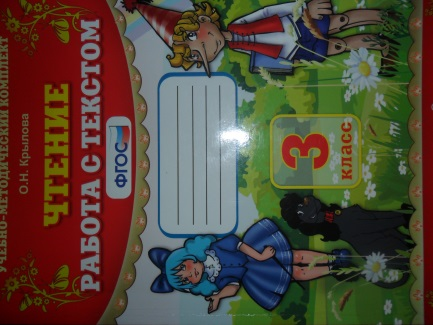 УЧЕБНО-МЕТОДИЧЕСКИЙ КОМПЛЕКТ
О.Н. Крылова
ЧТЕНИЕ
РАБОТА С ТЕКСТОМ
ФГОС
3
класс